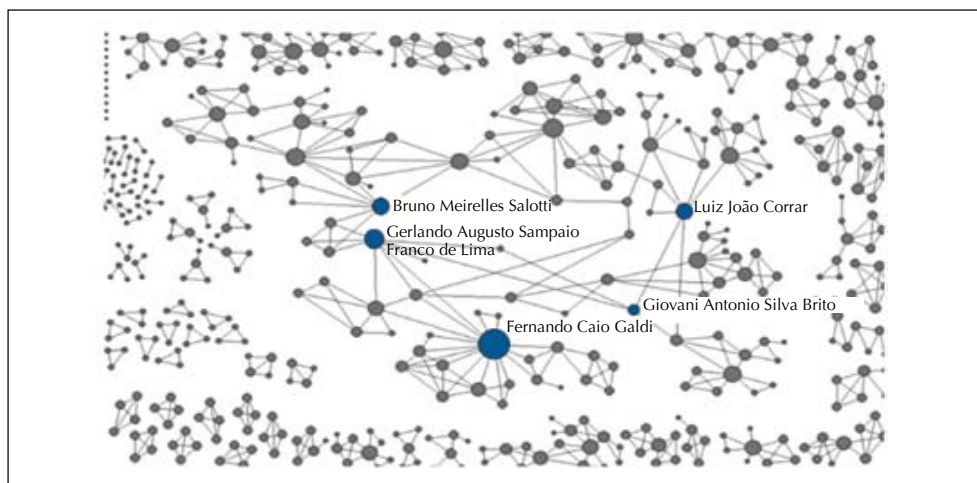 Bruno Meirelles Salotti
Luiz João Corrar
Gerlando Augusto Sampaio
Franco de Lima
Giovani Antonio Silva Brito
Fernando Caio Galdi